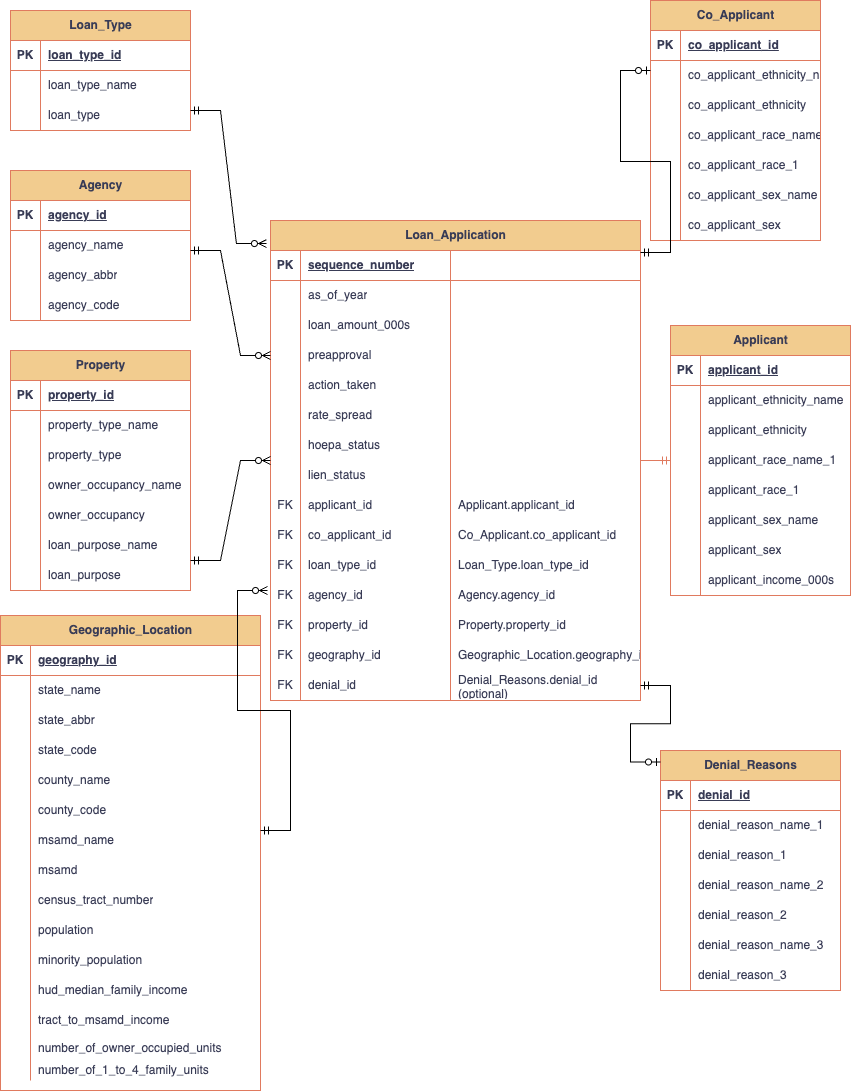 Loan_Type
PK loan_type_id
loan_type_name
loan_type
Agency
PK agency_id
agency_name
agency_abbr
agency_code
Property
PK property_id
property_type_name
property_type
owner_occupancy_name
owner_occupancy
loan_purpose_name
loan_purpose
Geographic_Location
PK geography_id
state_name
state_abbr
state_code
county_name
county_code
msamd_name
msamd
census_tract_number
population
minority_population
hud_median_family_income
tract_to_msamd_income
number_of_owner_occupied_units
number_of_1_to_4_family_units
Loan_Application
PK sequence_number
as_of_year
loan_amount_000s
preapproval
action_taken
rate_spread
hoepa_status
lien_status
FK applicant_id Applicant.applicant_id
FK co_applicant_id Co_Applicant.co_applicant_id
FK loan_type_id Loan_Type.loan_type_id
FK agency_id Agency.agency_id
FK property_id Property.property_id
FK geography_id Geographic_Location.geography_i
FK denial_id Denial_Reasons.denial_id
(optional)
Co_Applicant
PK co_applicant_id
co_applicant_ethnicity_n
co_applicant_ethnicity
co_applicant_race_name
co_applicant_race_1
co_applicant_sex_name
co_applicant_sex
Applicant
PK applicant_id
applicant_ethnicity_name
applicant_ethnicity
applicant_race_name_1
applicant_race_1
applicant_sex_name
applicant_sex
applicant_income_000s
Denial_Reasons
PK denial_id
denial_reason_name_1
denial_reason_1
denial_reason_name_2
denial_reason_2
denial_reason_name_3
denial_reason_3